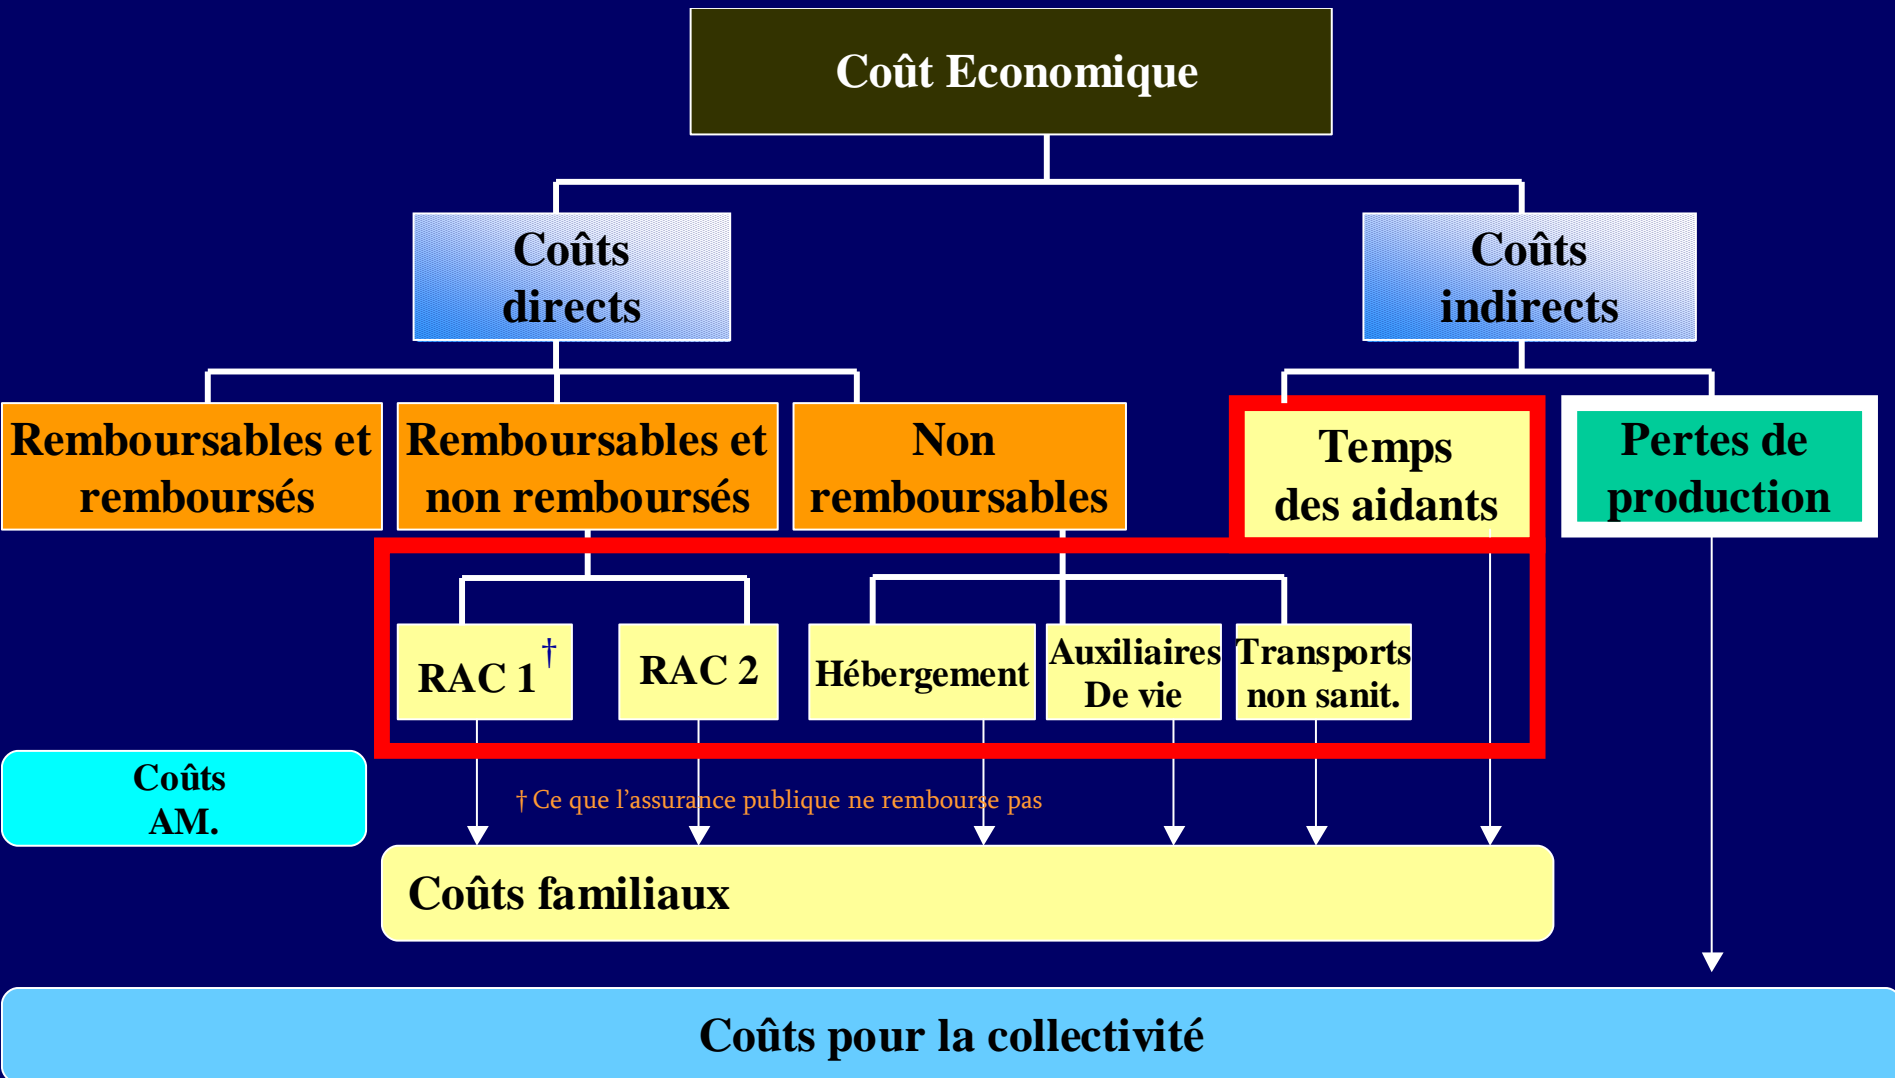 Coût Economique
Coûts
directs
Coûts
indirects
Remboursables et
remboursés
Remboursables et
non remboursés
Non
remboursables
Temps
des aidants
Pertes de
production
RAC 1 †
RAC 2
Hébergement
Auxiliaires
De vie
Transports
non sanit.
Coûts
AM.
† Ce que l'assurance publique ne rembourse pas
Coûts familiaux
Coûts pour la collectivité